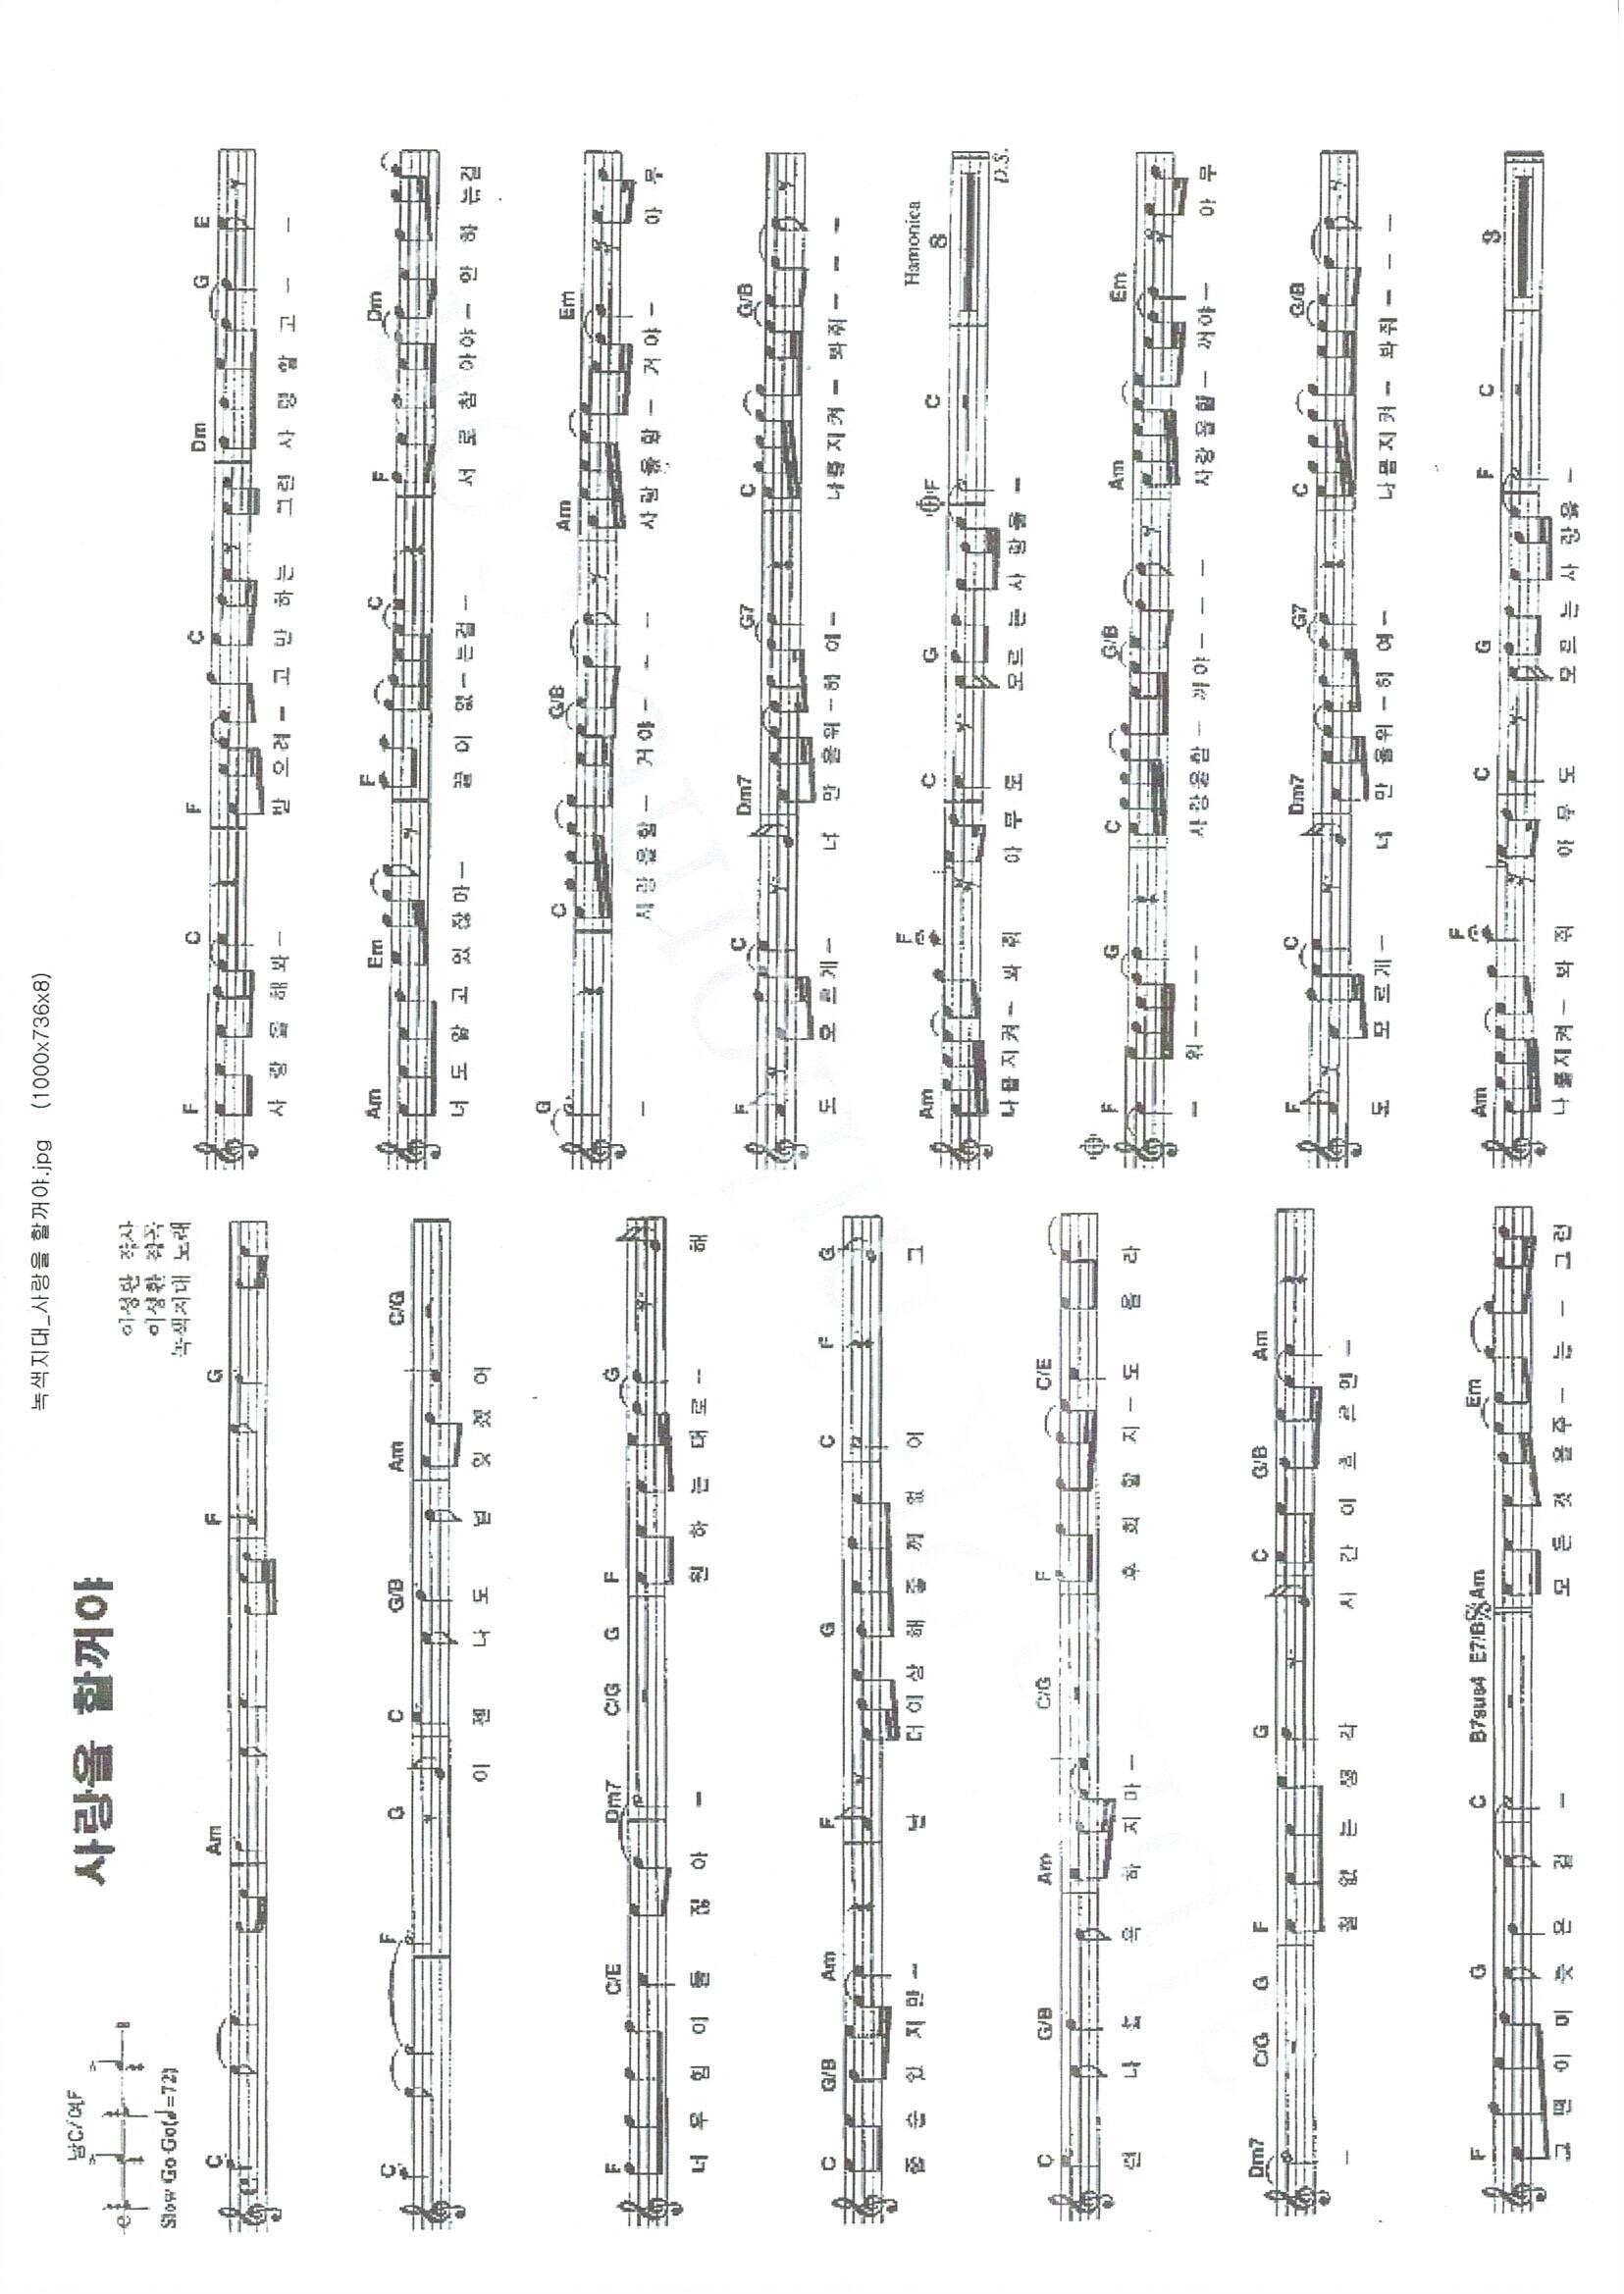 녹색지대_사랑을 할꺼야.jpg (1000x736x8)
남C/여F
사랑을 할꺼야
이성환 작사
이성환 작곡
녹색지대 노래
Slow Go Go(♩=72)
C Am F G
C F G C G/B Am C/G
이 젠 나 도 널 잊 겠 어
F C/E Dm7 C/G G F G
너 무 힘 이 들 잖 아 – 원 하 는 대 로 – 해
C G/B Am F G C F G
줄 순 있 지 만 – 난 더 이 상 해 줄 께 없 어 그
C G/B Am C/G F C/E
런 나 를 욕 하 지 마 – 후 회 할 지 – 도 올 라
Dm7 C/G G F G C G/B Am
– 철 없 는 생 각 시 간 이 흐 르 면 –
F G C B7sus4 E7/B Am Em
그 땐 이 미 늦 은 걸 – 모 든 것 을 주 – 는 – 그 런
F C F C Dm G E
사 랑 을 해 봐 – 받 으 려 – 고 만 하 는 그 런 사 랑 말 고 – –
Am Em F C F Dm
너 도 알 고 있 잖 아 – 끝 이 없 – 는 걸 – 서 로 참 아 야 – 만 하 는 걸
G C G/B Am Em
– 사 랑 을 할 – 거 야 – – – 사 랑 을 할 – 거 야 – 아 무
F C Dm7 G7 C G/B
도 모 르 게 – 너 만 을 위 – 하 여 – 나 를 지 켜 – 봐 줘 – – –
Am F C G F C Hamonica 8
나 를 지 켜 – 봐 줘 아 무 도 모 르 는 사 랑 을 – D.S.
F G C G/B Am Em
– 위 – – – – 사 랑 을 할 – 꺼 야 – – – 사 랑 을 할 – 꺼 야 – 아 무
F C Dm7 G7 C G/B
도 모 르 게 – 너 만 을 위 – 하 여 – 나 를 지 켜 – 봐 줘 – – –
Am F C G F C 8
나 를 지 켜 – 봐 줘 아 무 도 모 르 는 사 랑 을 –